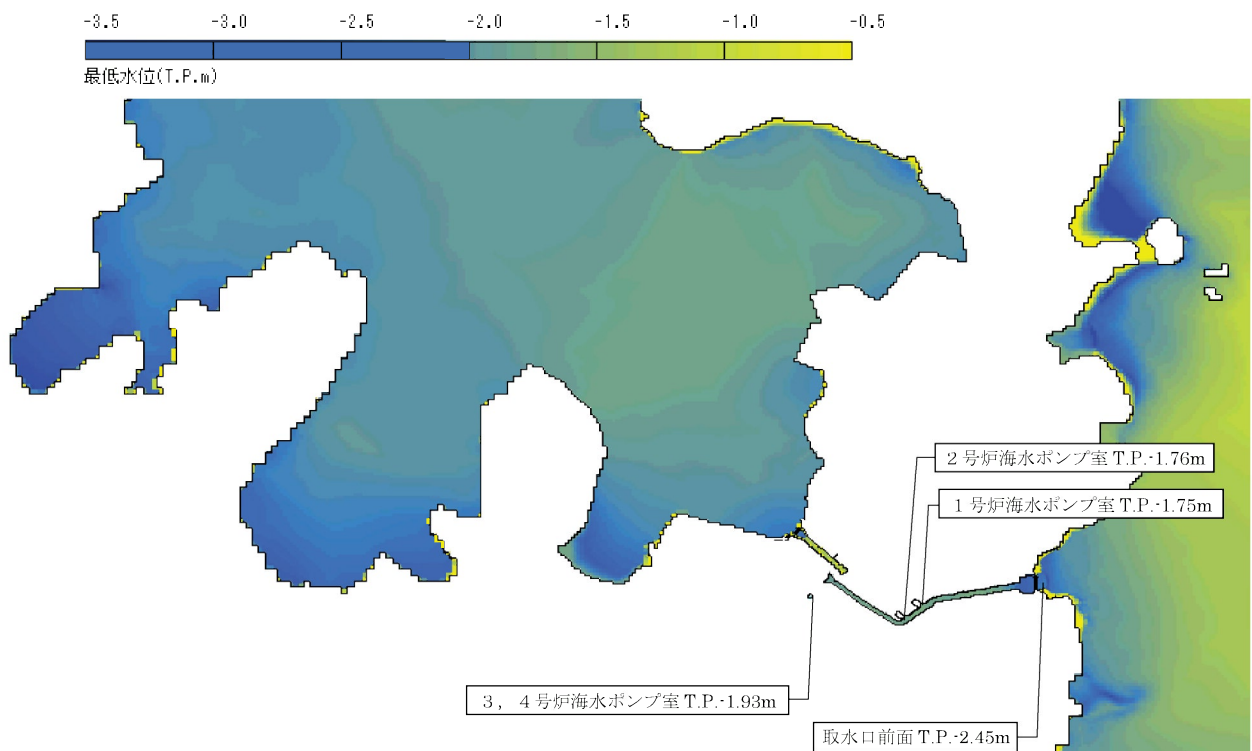 -3.5 -3.0 -2.5 -2.0 -1.5 -1.0 -0.5
最低水位(T.P.m)
2号炉海水ポンプ室 T.P.-1.76m
1号炉海水ポンプ室 T.P.-1.75m
3, 4号炉海水ポンプ室 T.P.-1.93m
取水口前面 T.P.-2.45m